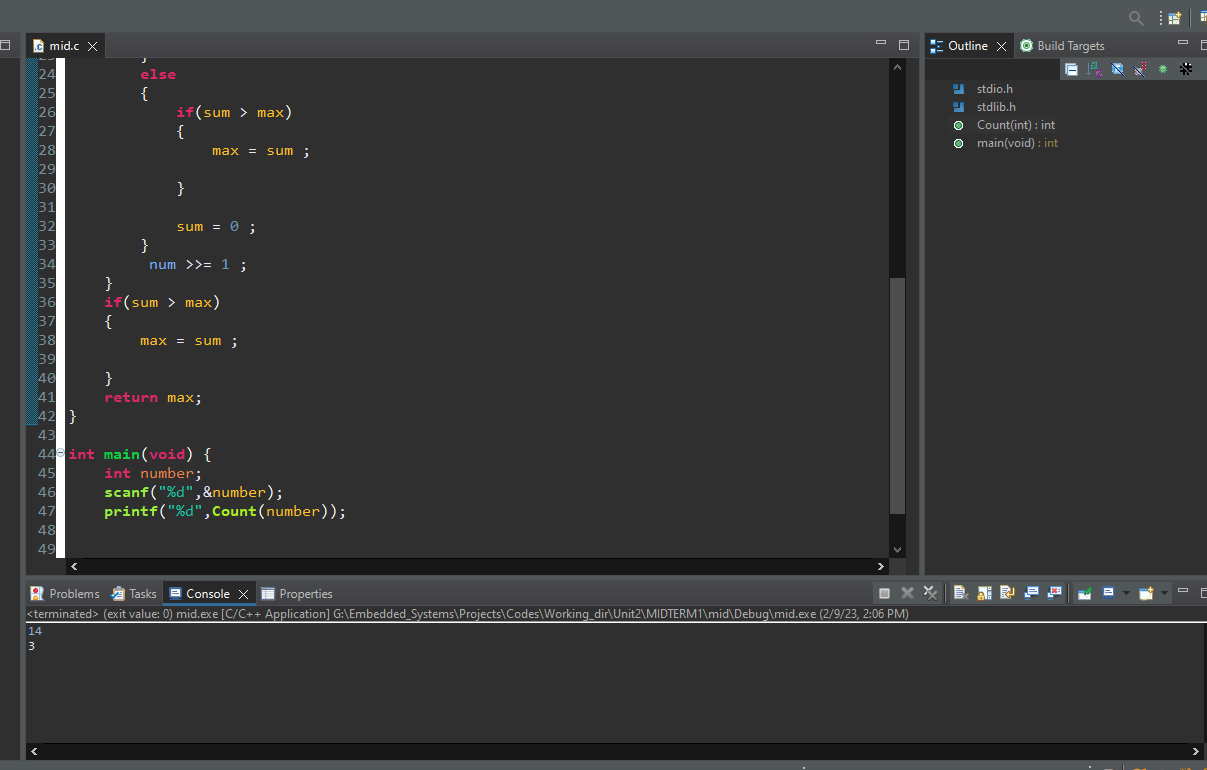 mid.c
Outline
Build Targets
23 }
24 else
25 {
26 if(sum > max)
27 {
28 max = sum ;
29
30 }
31
32 sum = 0 ;
33 }
34 num >>= 1 ;
35 }
36 if(sum > max)
37 {
38 max = sum ;
39
40 }
41 return max;
42 }
43
44 int main(void) {
45 int number;
46 scanf("%d",&number);
47 printf("%d",Count(number));
48
49
stdio.h
stdlib.h
Count(int) : int
main(void) : int
Problems Tasks Console Properties
<terminated> (exit value: 0) mid.exe [C/C++ Application] G:\Embedded_Systems\Projects\Codes\Working_dir\Unit2\MIDTERM1\mid\Debug\mid.exe (2/9/23, 2:06 PM)
14
3